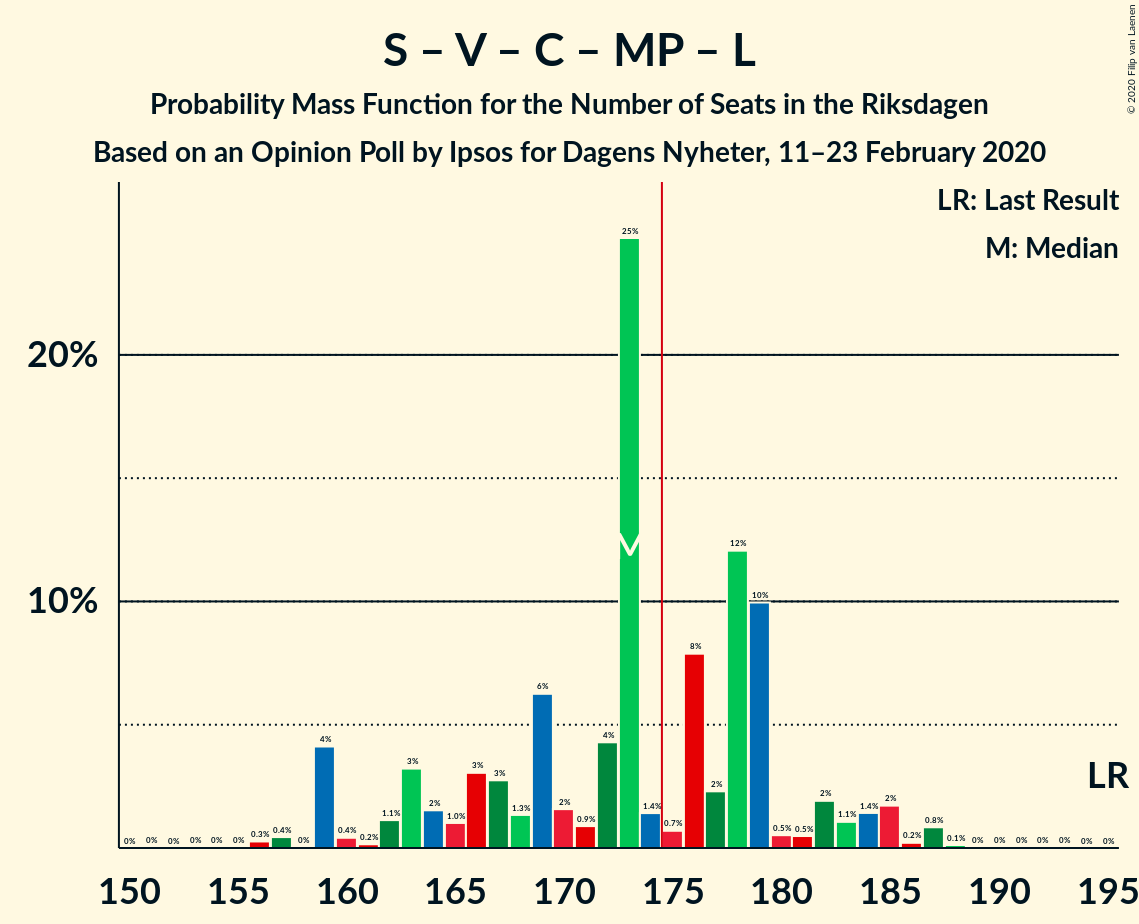 S – V – C – MP – L
Probability Mass Function for the Number of Seats in the Riksdagen
Based on an Opinion Poll by Ipsos for Dagens Nyheter, 11–23 February 2020
© 2020 Filip van Laenen
LR: Last Result
M: Median
20%
10%
0% 0% 0% 0% 0% 0% 0.3% 0.4% 0% 4% 0.4% 0.2% 1.1% 3% 2% 1.0% 3% 3% 1.3% 6% 2% 0.9% 4% 25% 1.4% 0.7% 8% 2% 12% 10% 0.5% 0.5% 2% 1.1% 1.4% 2% 0.2% 0.8% 0.1% 0% 0% 0% 0% 0% 0% 0%
M
LR
150 155 160 165 170 175 180 185 190 195